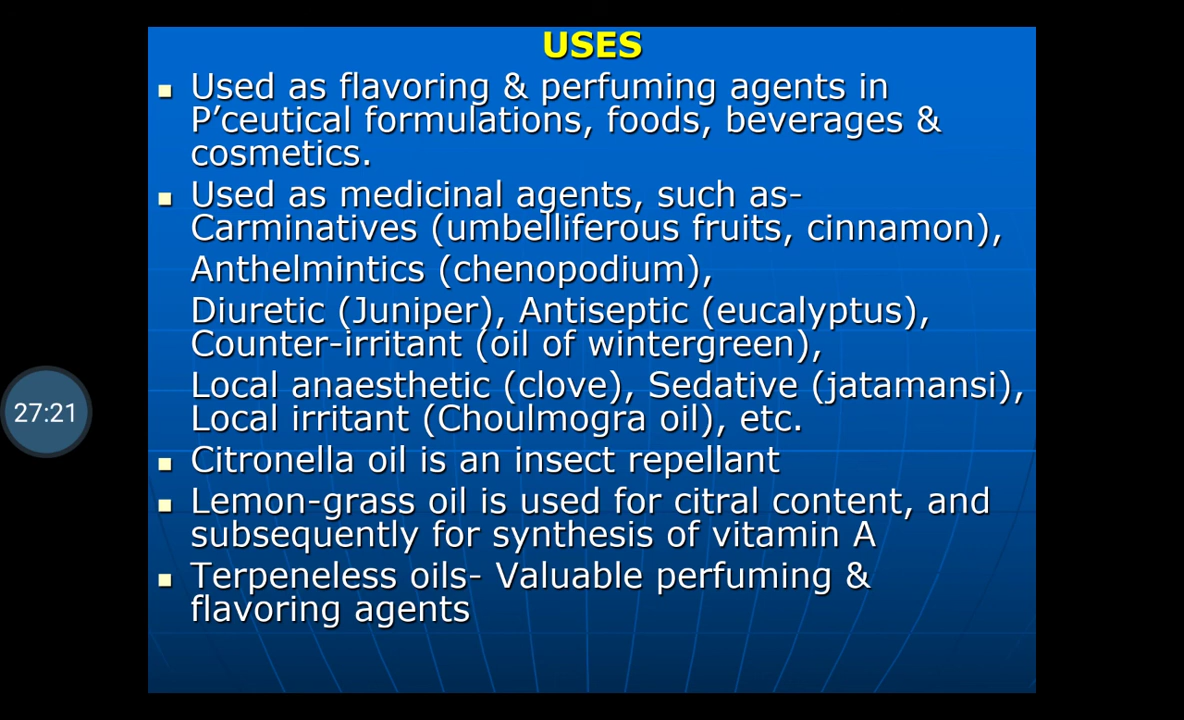 USES
Used as flavoring & perfuming agents in
P’ceutical formulations, foods, beverages &
cosmetics.
Used as medicinal agents, such as-
Carminatives (umbelliferous fruits, cinnamon),
Anthelmintics (chenopodium),
Diuretic (Juniper), Antiseptic (eucalyptus),
Counter-irritant (oil of wintergreen),
Local anaesthetic (clove), Sedative (jatamansi),
Local irritant (Choulmogra oil), etc.
Citronella oil is an insect repellant
Lemon-grass oil is used for citral content, and
subsequently for synthesis of vitamin A
Terpeneless oils- Valuable perfuming &
flavoring agents
27:21